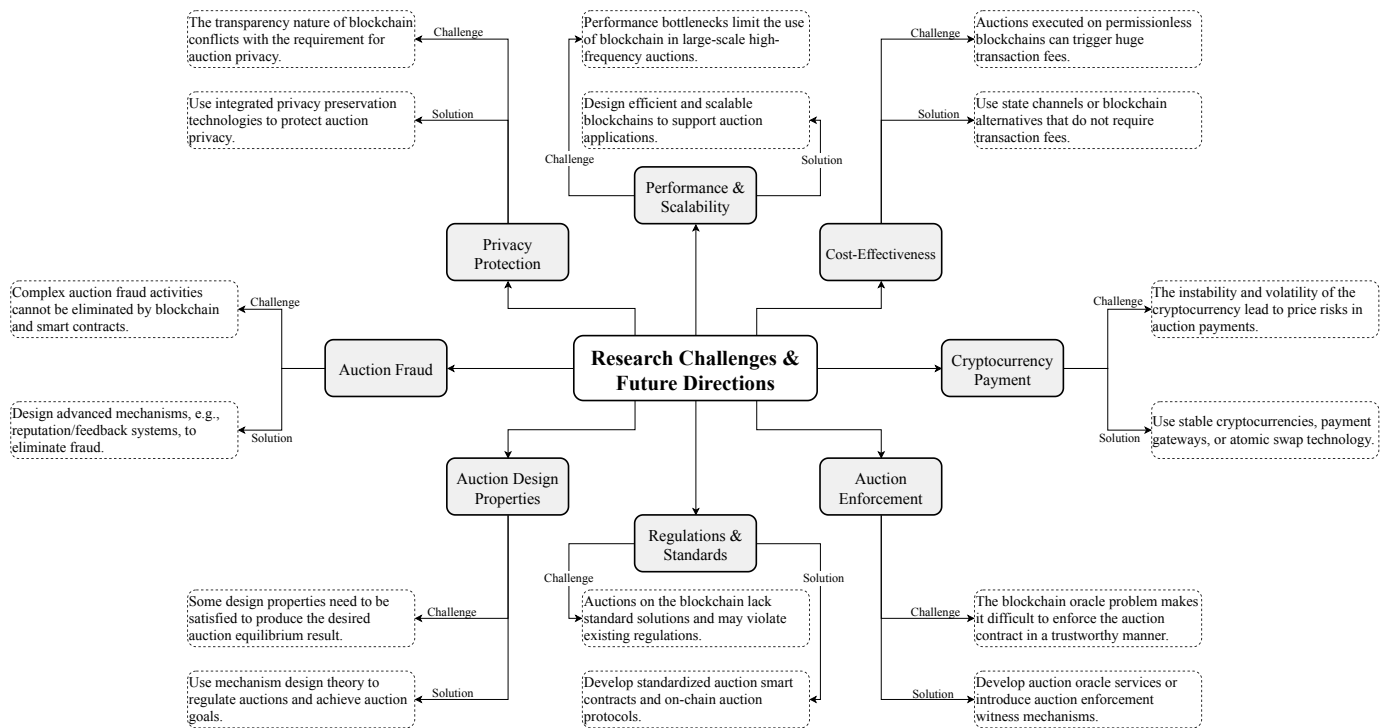 The transparency nature of blockchain
conflicts with the requirement for
auction privacy.
Challenge
Use integrated privacy preservation
technologies to protect auction
privacy.
Solution
Privacy
Protection
Performance bottlenecks limit the use
of blockchain in large-scale high-
frequency auctions.
Challenge
Design efficient and scalable
blockchains to support auction
applications.
Solution
Performance &
Scalability
Challenge
Auctions executed on permissionless
blockchains can trigger huge
transaction fees.
Solution
Use state channels or blockchain
alternatives that do not require
transaction fees.
Cost-Effectiveness
Complex auction fraud activities
cannot be eliminated by blockchain
and smart contracts.
Challenge
Auction Fraud
Design advanced mechanisms, e.g.,
reputation/feedback systems, to
eliminate fraud.
Solution
Research Challenges &
Future Directions
Cryptocurrency
Payment
Challenge
The instability and volatility of the
cryptocurrency lead to price risks in
auction payments.
Solution
Use stable cryptocurrencies, payment
gateways, or atomic swap technology.
Auction Design
Properties
Some design properties need to be
satisfied to produce the desired
auction equilibrium result.
Challenge
Use mechanism design theory to
regulate auctions and achieve auction
goals.
Solution
Regulations &
Standards
Challenge
Auctions on the blockchain lack
standard solutions and may violate
existing regulations.
Solution
Develop standardized auction smart
contracts and on-chain auction
protocols.
Auction
Enforcement
Challenge
The blockchain oracle problem makes
it difficult to enforce the auction
contract in a trustworthy manner.
Solution
Develop auction oracle services or
introduce auction enforcement
witness mechanisms.